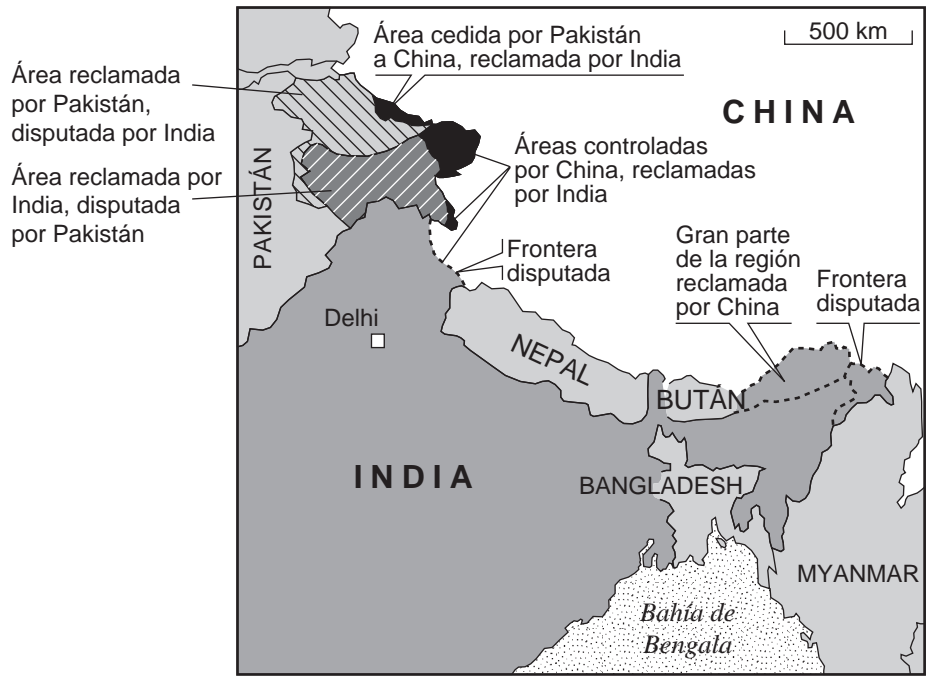 Área cedida por Pakistán
a China, reclamada por India
500 km
Área reclamada
por Pakistán,
disputada por India
CHINA
Áreas controladas
por China, reclamadas
por India
Área reclamada por
India, disputada
por Pakistán
PAKISTÁN
Frontera
disputada
Gran parte
de la región
reclamada
por China
Frontera
disputada
Delhi
NEPAL
BUTÁN
INDIA
BANGLADESH
MYANMAR
Bahía de
Bengala